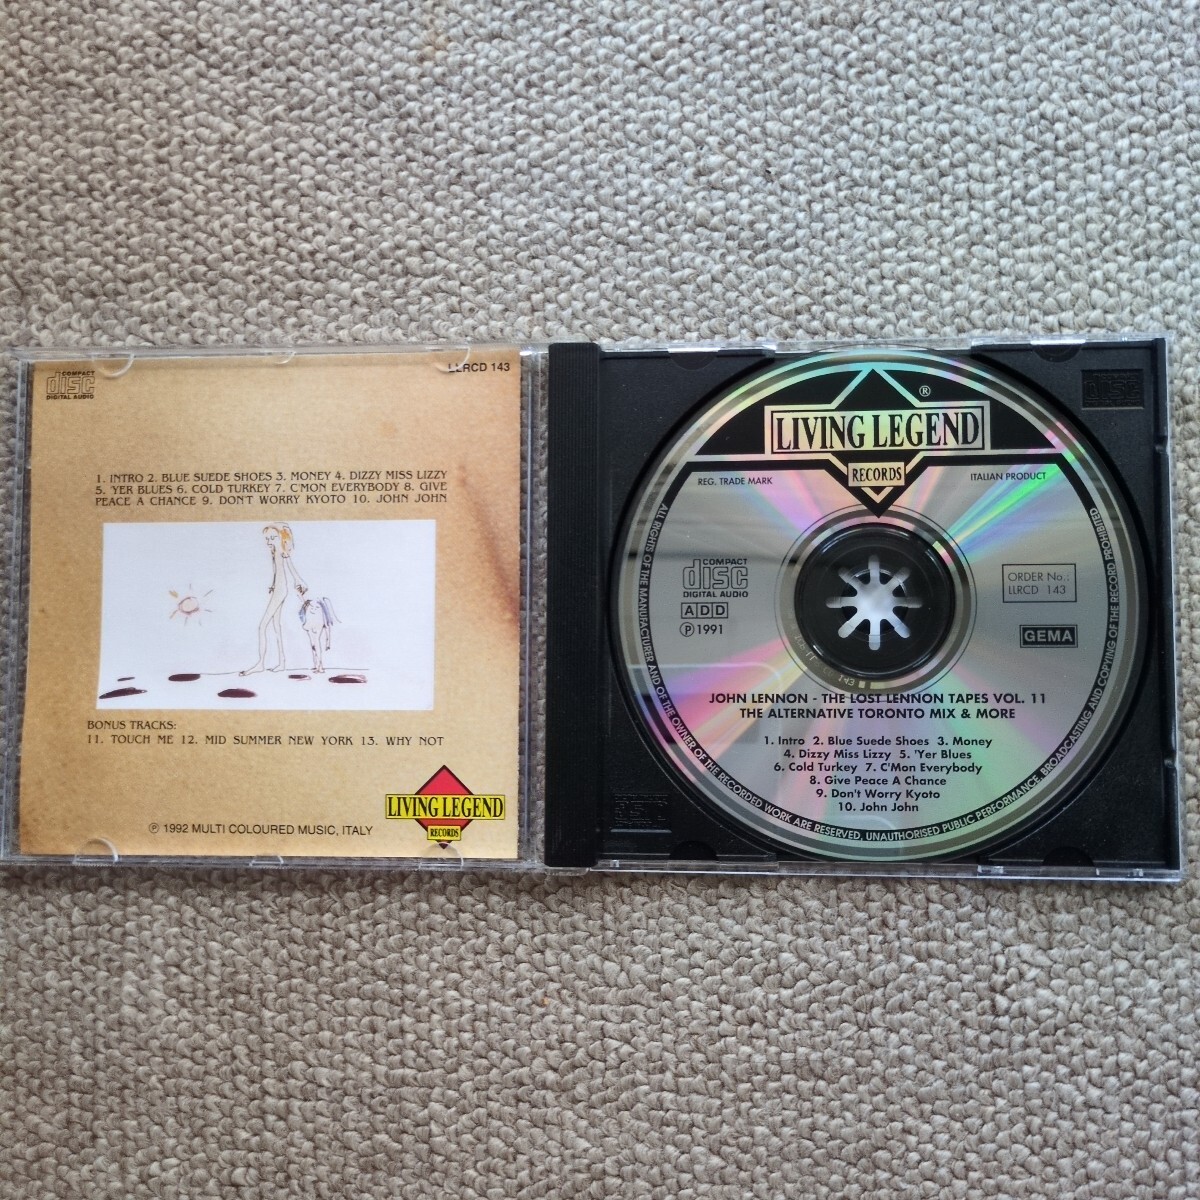 COMPACT
disc
DIGITAL AUDIO
LLRCD 143
1. INTRO 2. BLUE SUEDE SHOES 3. MONEY 4. DIZZY MISS LIZZY
5. 'YER BLUES 6. COLD TURKEY 7. C'MON EVERYBODY 8. GIVE
PEACE A CHANCE 9. DON'T WORRY KYOTO 10. JOHN JOHN
BONUS TRACKS:
11. TOUCH ME 12. MID SUMMER NEW YORK 13. WHY NOT
LIVING LEGEND
RECORDS
℗ 1992 MULTI COLOURED MUSIC, ITALY
®
LIVING LEGEND
RECORDS
REG. TRADE MARK
ITALIAN PRODUCT
ALL RIGHTS OF THE MANUFACTURER AND OF THE OWNER OF THE RECORDED WORK ARE RESERVED, UNAUTHORISED PUBLIC PERFORMANCE, BROADCASTING AND COPYING OF THE RECORD PROHIBITED
COMPACT
disc
DIGITAL AUDIO
ADD
℗ 1991
ORDER No.:
LLRCD 143
GEMA
JOHN LENNON - THE LOST LENNON TAPES VOL. 11
THE ALTERNATIVE TORONTO MIX & MORE
1. Intro 2. Blue Suede Shoes 3. Money
4. Dizzy Miss Lizzy 5. 'Yer Blues
6. Cold Turkey 7. C'Mon Everybody
8. Give Peace A Chance
9. Don't Worry Kyoto
10. John John